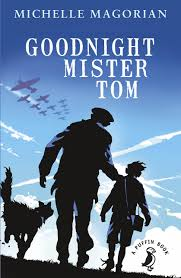 MICHELLE MAGORIAN
GOODNIGHT
MISTER
TOM
A PUFFIN BOOK